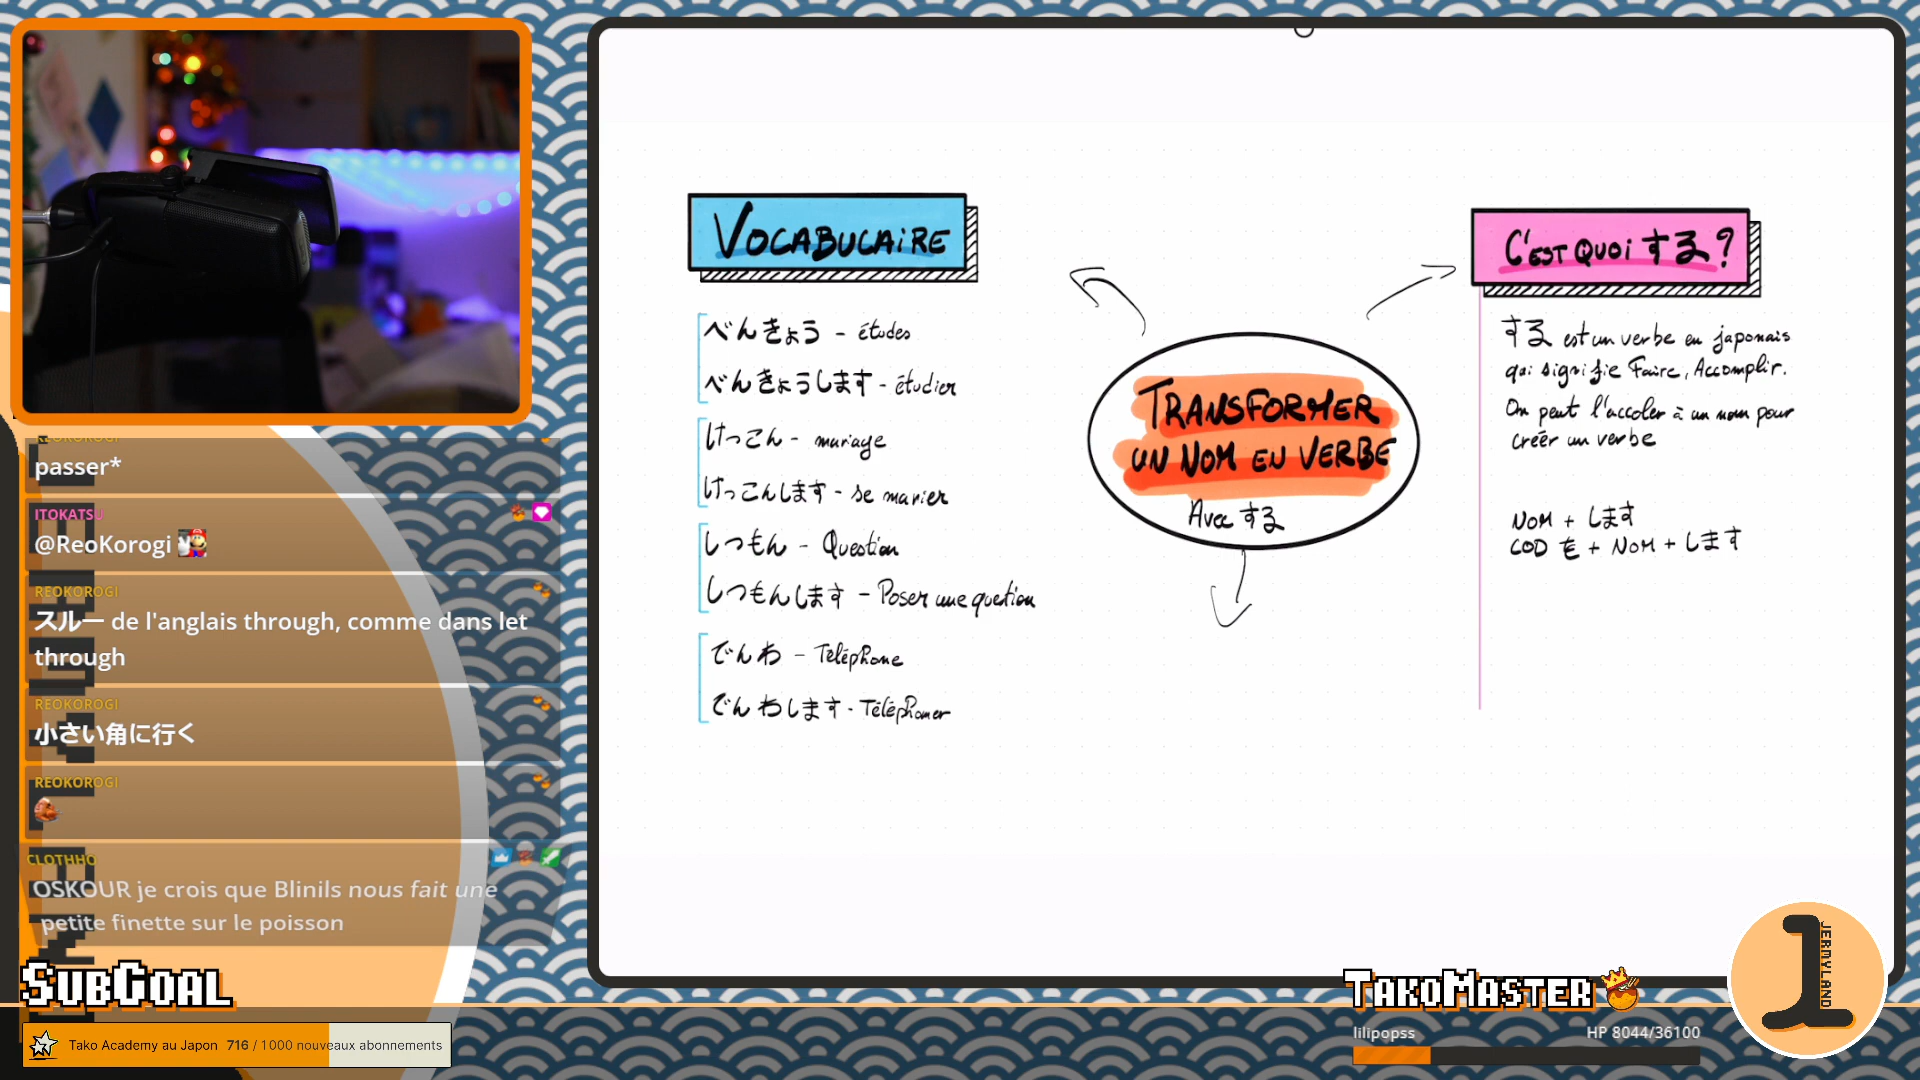 REOKOROGI
passer*
ITOKATSU
@ReoKorogi
REOKOROGI
スルー de l'anglais through, comme dans let
through
REOKOROGI
小さい角に行く
REOKOROGI
CLOTHHO
OSKOUR je crois que Blinils nous fait une
petite finette sur le poisson
SUBGOAL
Tako Academy au Japon 716 / 1000 nouveaux abonnements
VOCABULAIRE
べんきょう - études
べんきょうします - étudier
けっこん - mariage
けっこんします - se marier
しつもん - Question
しつもんします - Poser une question
でんわ - Téléphone
でんわします - Téléphoner
TRANSFORMER
UN NOM EN VERBE
Avec する
C'EST QUOI する ?
する est un verbe en japonais
qui signifie Faire, Accomplir.
On peut l'accoler à un nom pour
créer un verbe
NOM + します
COD を + NOM + します
TAKOMASTER
lilipopss HP 8044/36100
JERMYLAND